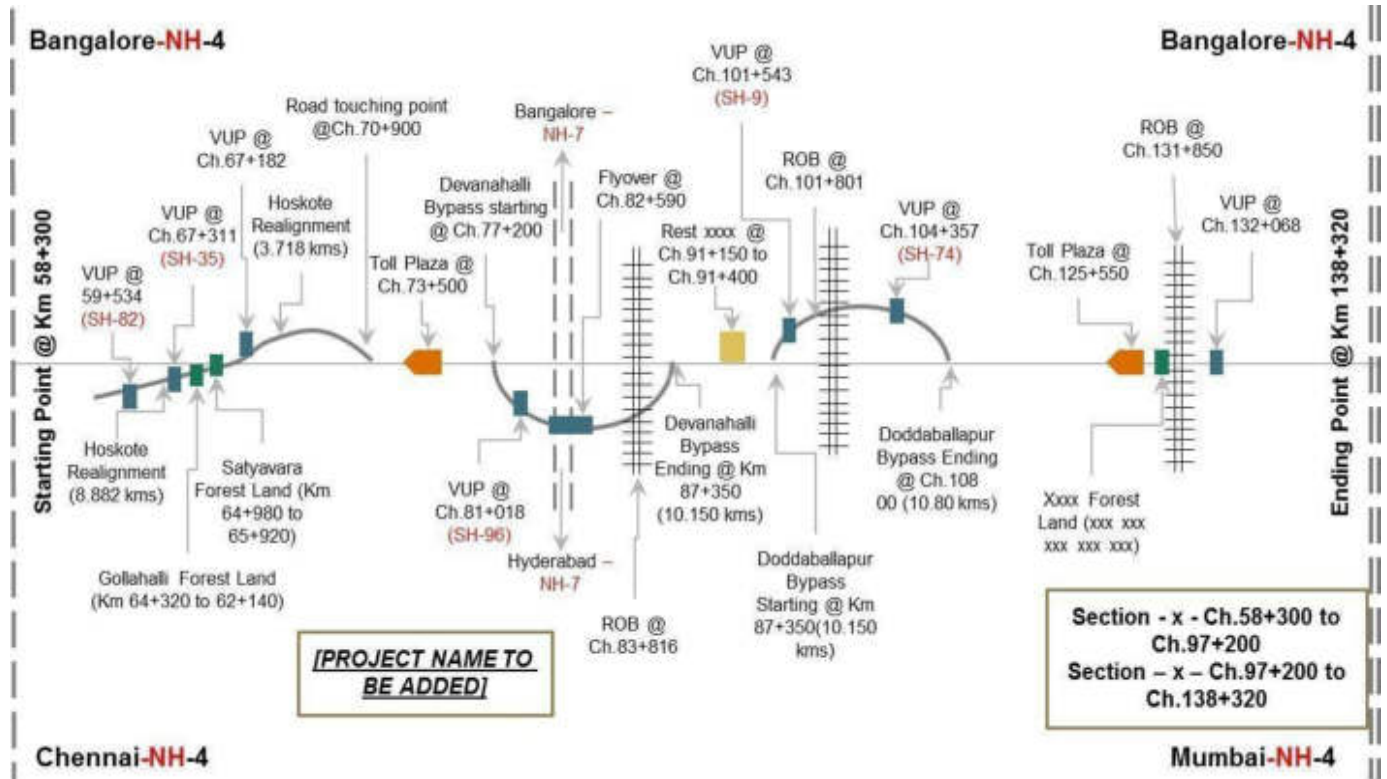 Bangalore-NH-4
Bangalore-NH-4
Starting Point @ Km 58+300
VUP @
59+534
(SH-82)
VUP @
Ch.67+311
(SH-35)
VUP @
Ch.67+182
Hoskote
Realignment
(3.718 kms)
Road touching point
@Ch.70+900
Toll Plaza @
Ch.73+500
Devanahalli
Bypass starting
@ Ch.77+200
Bangalore –
NH-7
Flyover @
Ch.82+590
Rest xxxx @
Ch.91+150 to
Ch.91+400
VUP @
Ch.101+543
(SH-9)
ROB @
Ch.101+801
VUP @
Ch.104+357
(SH-74)
Toll Plaza @
Ch.125+550
ROB @
Ch.131+850
VUP @
Ch.132+068
Ending Point @ Km 138+320
Hoskote
Realignment
(8.882 kms)
Satyavara
Forest Land (Km
64+980 to
65+920)
Gollahalli Forest Land
(Km 64+320 to 62+140)
VUP @
Ch.81+018
(SH-96)
Hyderabad –
NH-7
ROB @
Ch.83+816
Devanahalli
Bypass
Ending @ Km
87+350
(10.150 kms)
Doddaballapur
Bypass
Starting @ Km
87+350(10.150
kms)
Doddaballapur
Bypass Ending
@ Ch.108
00 (10.80 kms)
Xxxx Forest
Land (xxx xxx
xxx xxx xxx)
[PROJECT NAME TO
BE ADDED]
Section - x - Ch.58+300 to
Ch.97+200
Section – x – Ch.97+200 to
Ch.138+320
Chennai-NH-4
Mumbai-NH-4